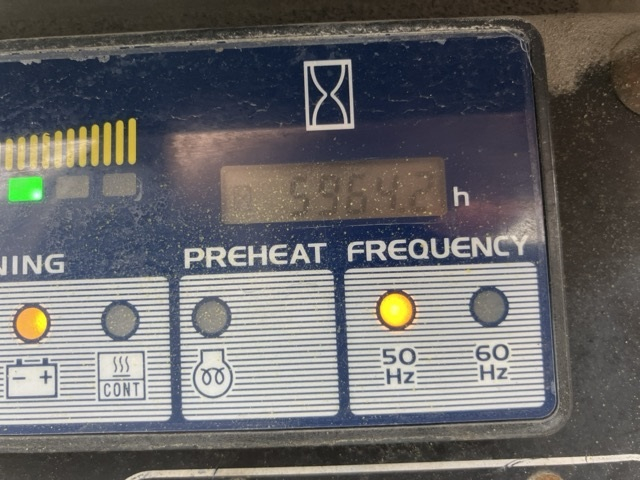 59642 h
NING
PREHEAT
FREQUENCY
- +
CONT
50
Hz
60
Hz